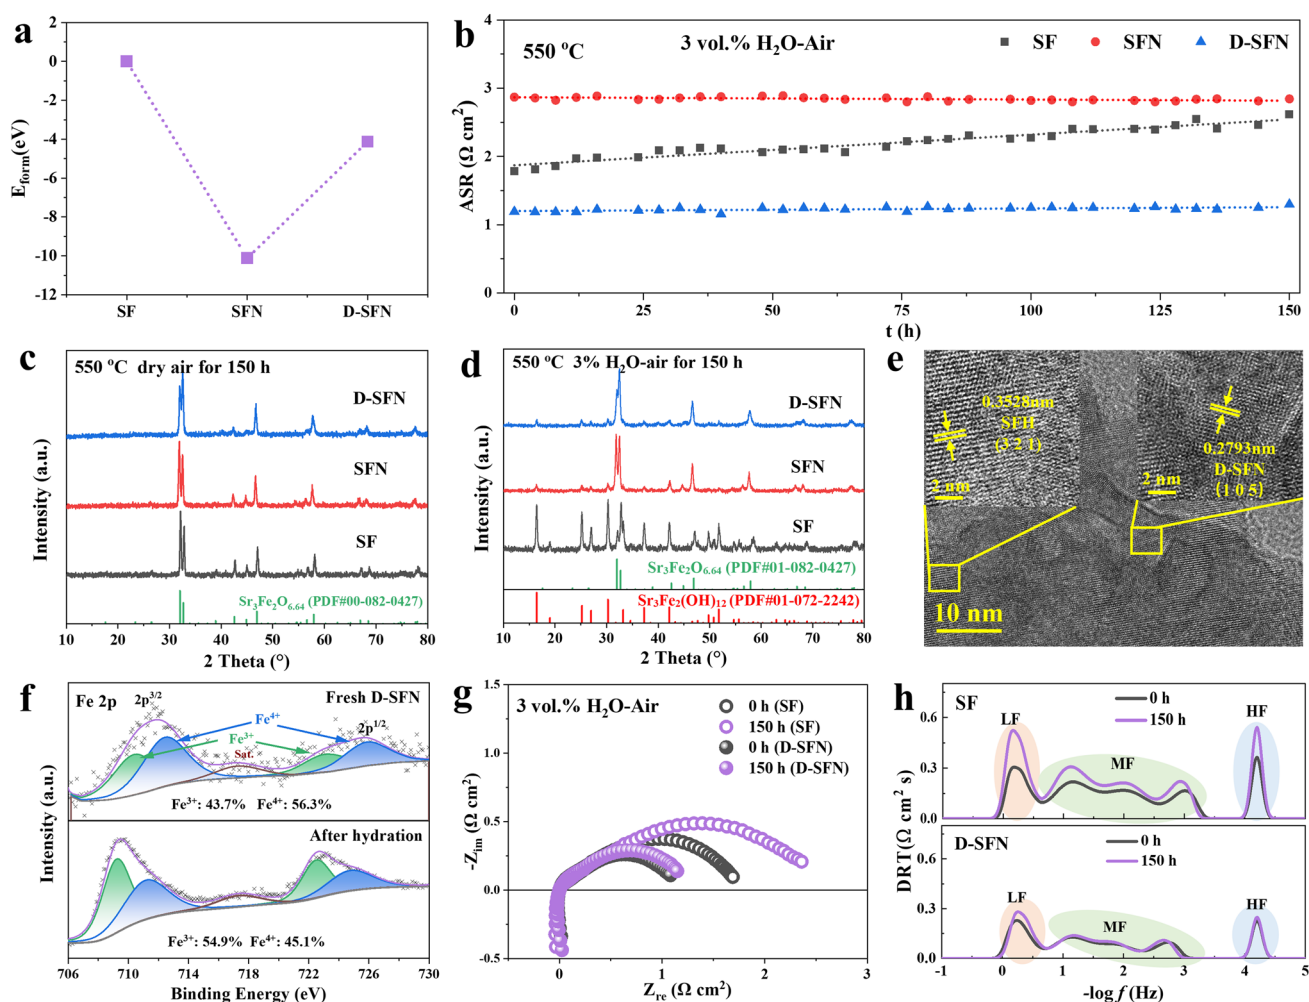 a
E_form(eV)
2
0
-2
-4
-6
-8
-10
-12
SF
SFN
D-SFN
b
550 °C
3 vol.% H₂O-Air
SF
SFN
D-SFN
ASR (Ω cm²)
4
3
2
1
0
0
25
50
75
100
125
150
t (h)
c
550 °C dry air for 150 h
D-SFN
SFN
SF
Sr₃Fe₂O₆.₆₄ (PDF#00-082-0427)
Intensity (a.u.)
10
20
30
40
50
60
70
80
2 Theta (°)
d
550 °C 3% H₂O-air for 150 h
D-SFN
SFN
SF
Sr₃Fe₂O₆.₆₄ (PDF#01-082-0427)
Sr₃Fe₂(OH)₁₂ (PDF#01-072-2242)
Intensity (a.u.)
10
20
30
40
50
60
70
80
2 Theta (°)
e
0.3528nm
SFH
(3 2 1)
2 nm
0.2793nm
D-SFN
(1 0 5)
2 nm
10 nm
f
Fe 2p
2p³/²
Fresh D-SFN
Fe⁴⁺
2p¹/²
Fe³⁺
Sat.
Fe³⁺: 43.7% Fe⁴⁺: 56.3%
After hydration
Fe³⁺: 54.9% Fe⁴⁺: 45.1%
Intensity (a.u.)
706
710
714
718
722
726
730
Binding Energy (eV)
g
3 vol.% H₂O-Air
0 h (SF)
150 h (SF)
0 h (D-SFN)
150 h (D-SFN)
-Z_im (Ω cm²)
1.5
1.0
0.5
0.0
-0.5
0
1
2
3
Z_re (Ω cm²)
h
SF
0 h
150 h
LF
MF
HF
0.6
0.3
0.0
D-SFN
0 h
150 h
LF
MF
HF
0.6
0.3
0.0
DRT(Ω cm² s)
-1
0
1
2
3
4
5
-log f (Hz)